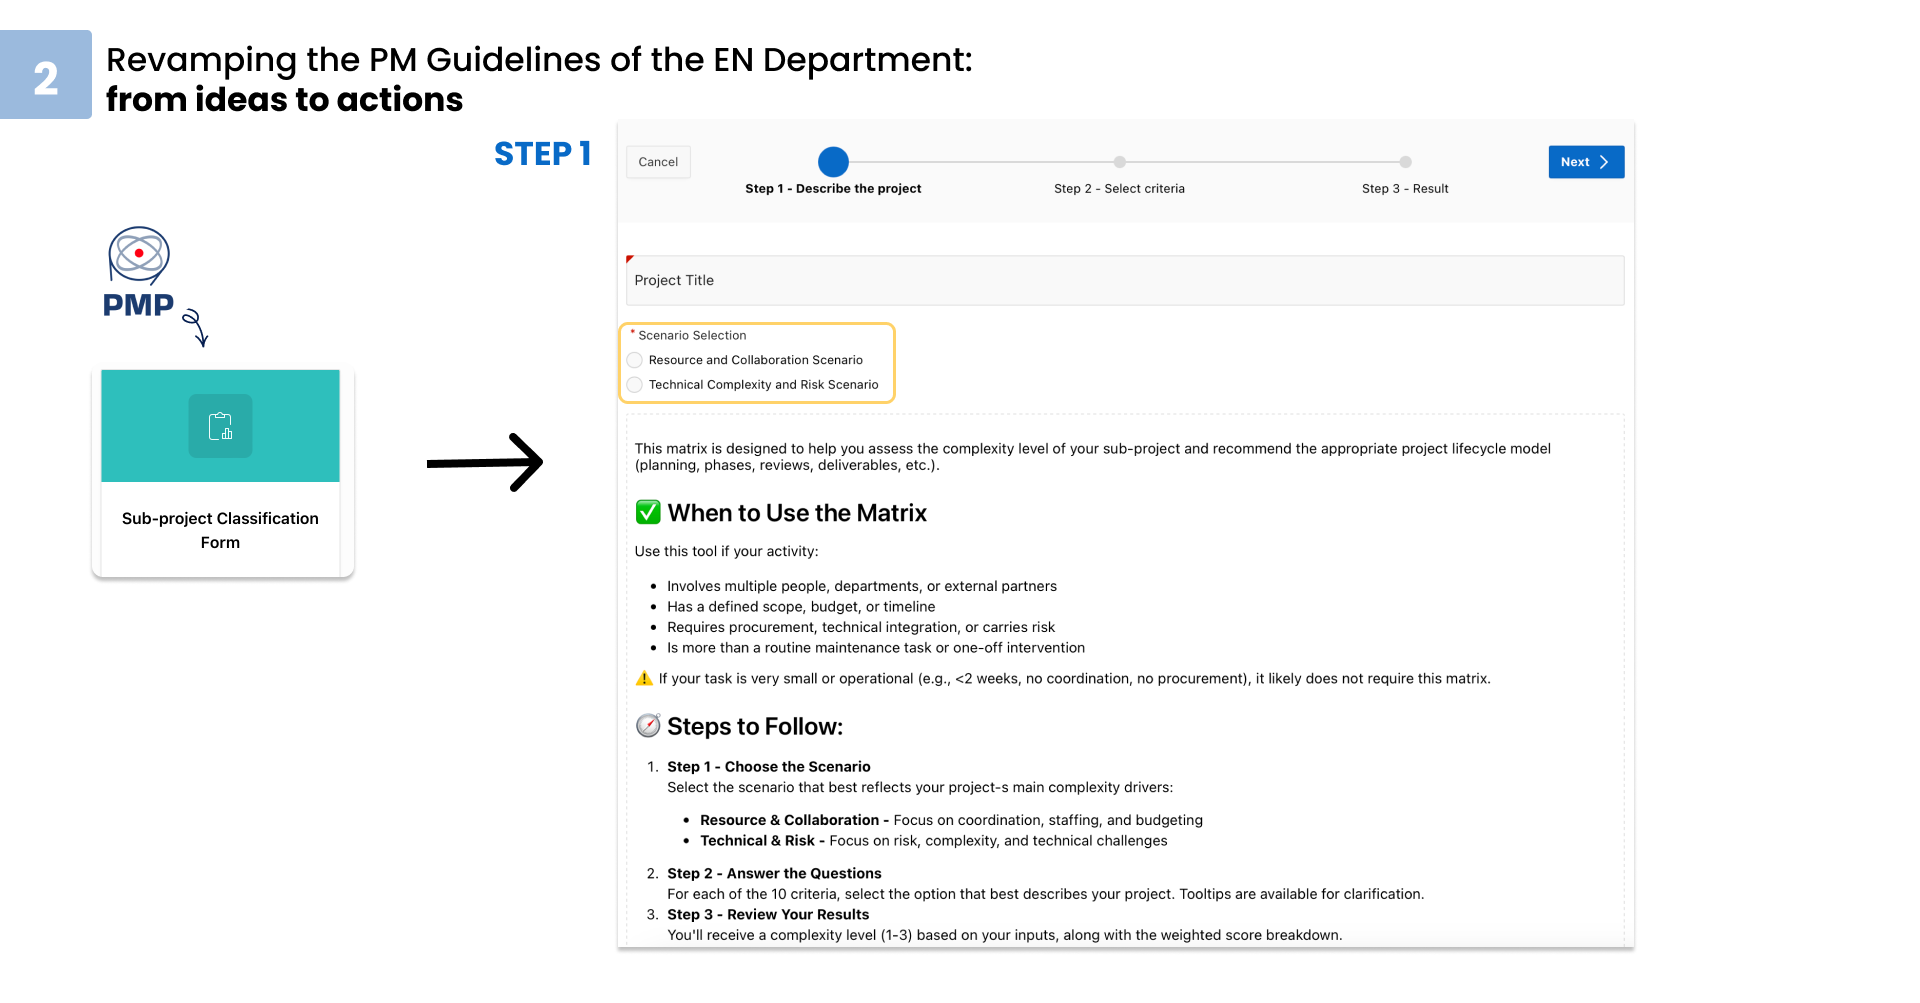 2
Revamping the PM Guidelines of the EN Department:
from ideas to actions
STEP 1
PMP
Sub-project Classification
Form
Cancel
Next
Step 1 - Describe the project
Step 2 - Select criteria
Step 3 - Result
Project Title
* Scenario Selection
Resource and Collaboration Scenario
Technical Complexity and Risk Scenario
This matrix is designed to help you assess the complexity level of your sub-project and recommend the appropriate project lifecycle model
(planning, phases, reviews, deliverables, etc.).
✅ When to Use the Matrix
Use this tool if your activity:
• Involves multiple people, departments, or external partners
• Has a defined scope, budget, or timeline
• Requires procurement, technical integration, or carries risk
• Is more than a routine maintenance task or one-off intervention
⚠️ If your task is very small or operational (e.g., <2 weeks, no coordination, no procurement), it likely does not require this matrix.
🧭 Steps to Follow:
1. Step 1 - Choose the Scenario
Select the scenario that best reflects your project-s main complexity drivers:
• Resource & Collaboration - Focus on coordination, staffing, and budgeting
• Technical & Risk - Focus on risk, complexity, and technical challenges
2. Step 2 - Answer the Questions
For each of the 10 criteria, select the option that best describes your project. Tooltips are available for clarification.
3. Step 3 - Review Your Results
You'll receive a complexity level (1-3) based on your inputs, along with the weighted score breakdown.